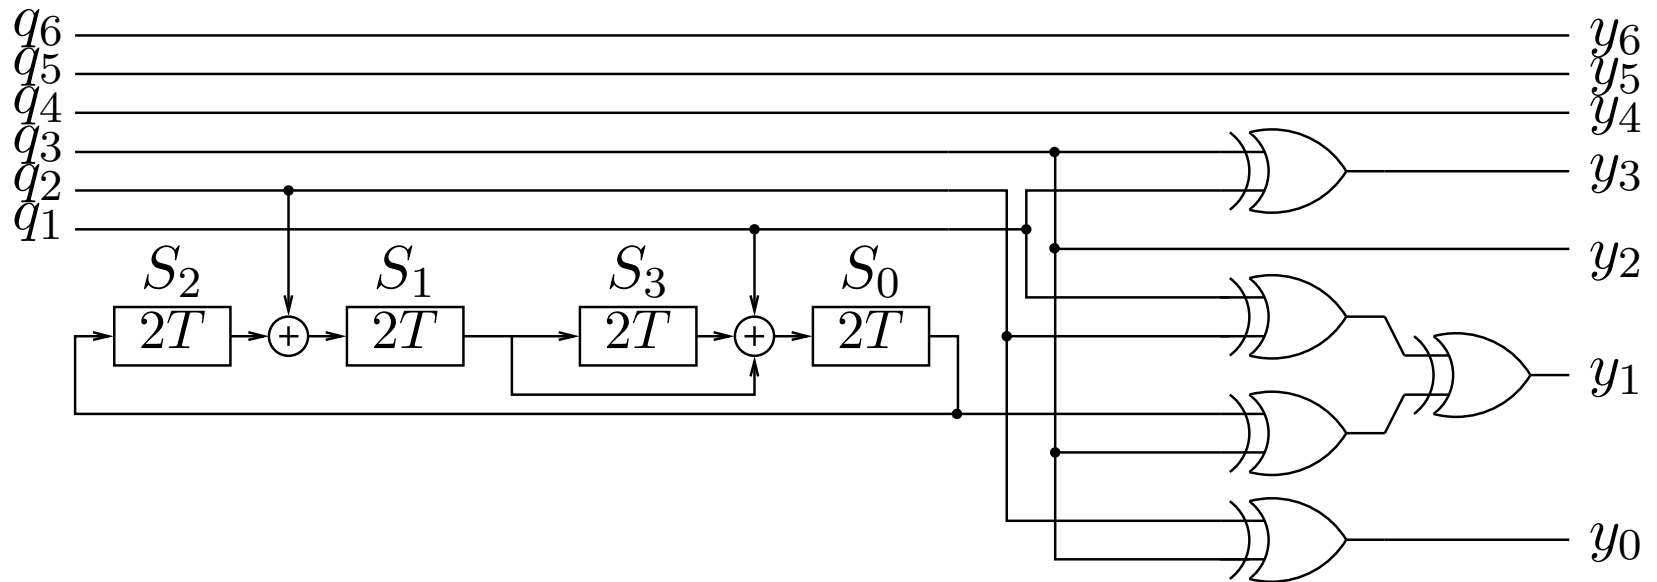 q6 y6
q5 y5
q4 y4
q3 y3
q2
q1
y2
S2 S1 S3 S0
2T + 2T 2T + 2T
y1
y0